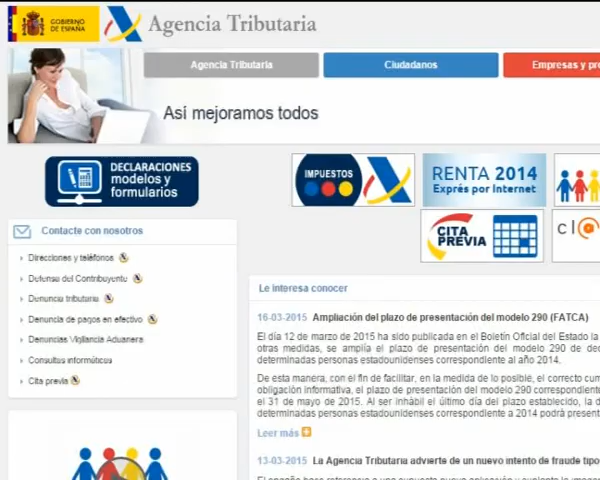 GOBIERNO
DE ESPAÑA
Agencia Tributaria
Agencia Tributaria
Ciudadanos
Empresas y pr
Así mejoramos todos
DECLARACIONES
modelos y
formularios
IMPUESTOS
RENTA 2014
Exprés por Internet
CITA
PREVIA
cl@
Contacte con nosotros
Direcciones y teléfonos
Defensa del Contribuyente
Denuncia tributaria
Denuncia de pagos en efectivo
Denuncias Vigilancia Aduanera
Consultas informáticas
Cita previa
Le interesa conocer
16-03-2015 Ampliación del plazo de presentación del modelo 290 (FATCA)
El día 12 de marzo de 2015 ha sido publicada en el Boletín Oficial del Estado la
otras medidas, se amplía el plazo de presentación del modelo 290 de dec
determinadas personas estadounidenses correspondiente al año 2014.
De esta manera, con el fin de facilitar, en la medida de lo posible, el correcto cum
obligación informativa, el plazo de presentación del modelo 290 correspondiente
el 31 de mayo de 2015. Al ser inhábil el último día del plazo establecido, la d
determinadas personas estadounidenses correspondiente a 2014 podrá present
Leer más
13-03-2015 La Agencia Tributaria advierte de un nuevo intento de fraude tipo